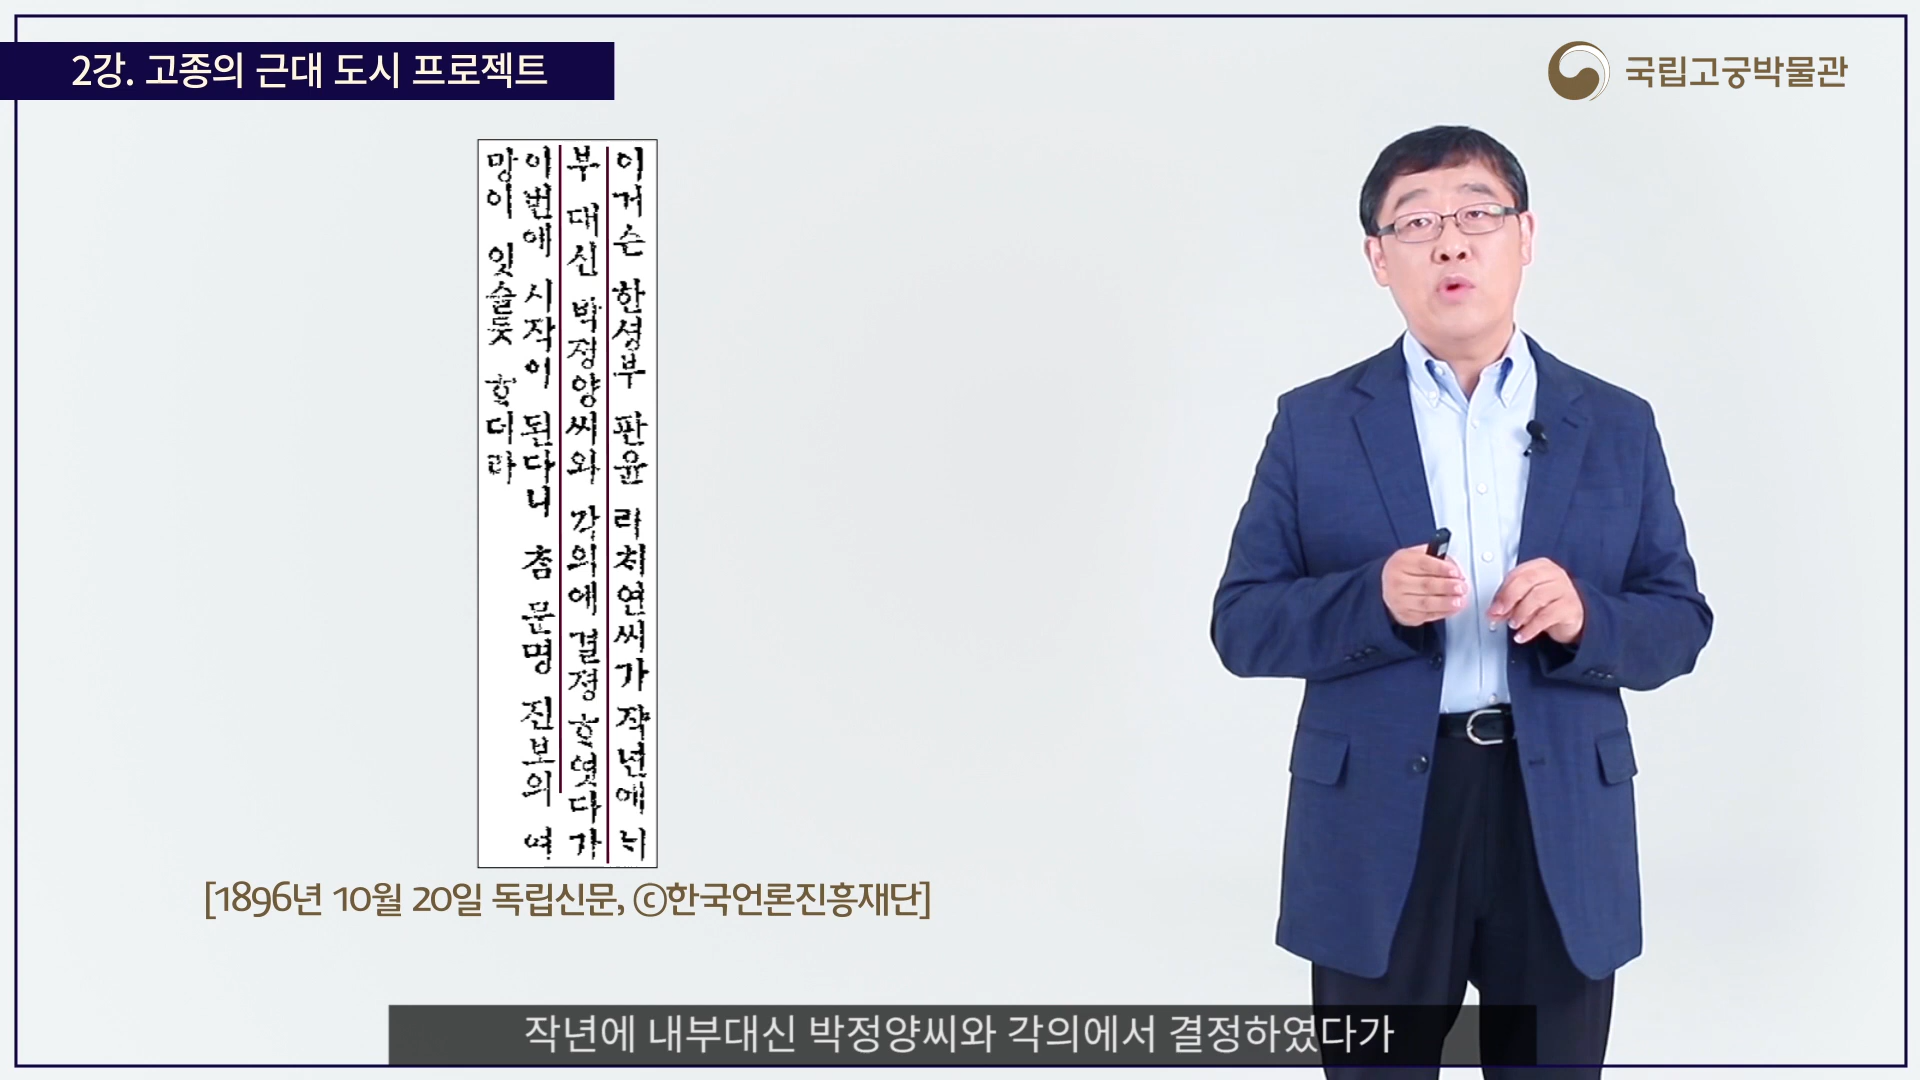 2강. 고종의 근대 도시 프로젝트
국립고궁박물관
이거슨 한셩부 판윤 리채연씨가 쟉년에 ᄂᆡ
부 대신 박졍양씨와 각의에 결졍 ᄒᆞ엿다가
이번에 시작이 된다니 춤 문명 진보의 여
망이 잇슬듯 ᄒᆞ더라
[1896년 10월 20일 독립신문, ⓒ한국언론진흥재단]
작년에 내부대신 박정양씨와 각의에서 결정하였다가